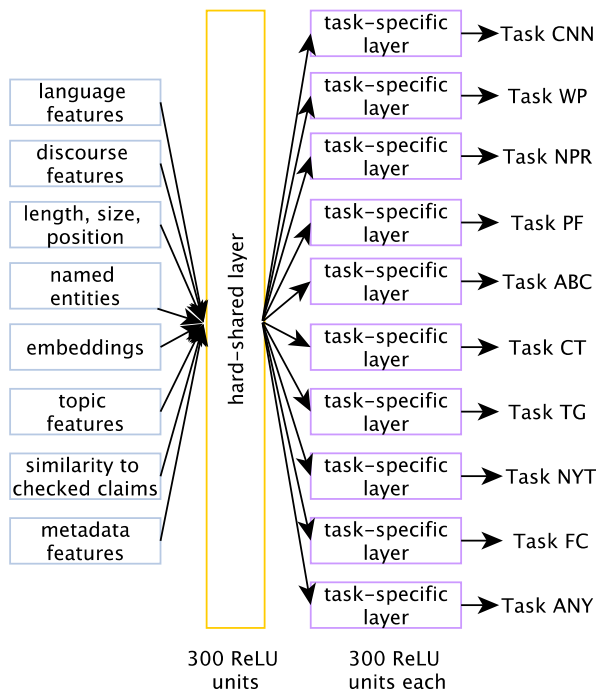 language
features
discourse
features
length, size,
position
named
entities
embeddings
topic
features
similarity to
checked claims
metadata
features
hard-shared layer
300 ReLU
units
task-specific
layer
task-specific
layer
task-specific
layer
task-specific
layer
task-specific
layer
task-specific
layer
task-specific
layer
task-specific
layer
task-specific
layer
task-specific
layer
300 ReLU
units each
Task CNN
Task WP
Task NPR
Task PF
Task ABC
Task CT
Task TG
Task NYT
Task FC
Task ANY